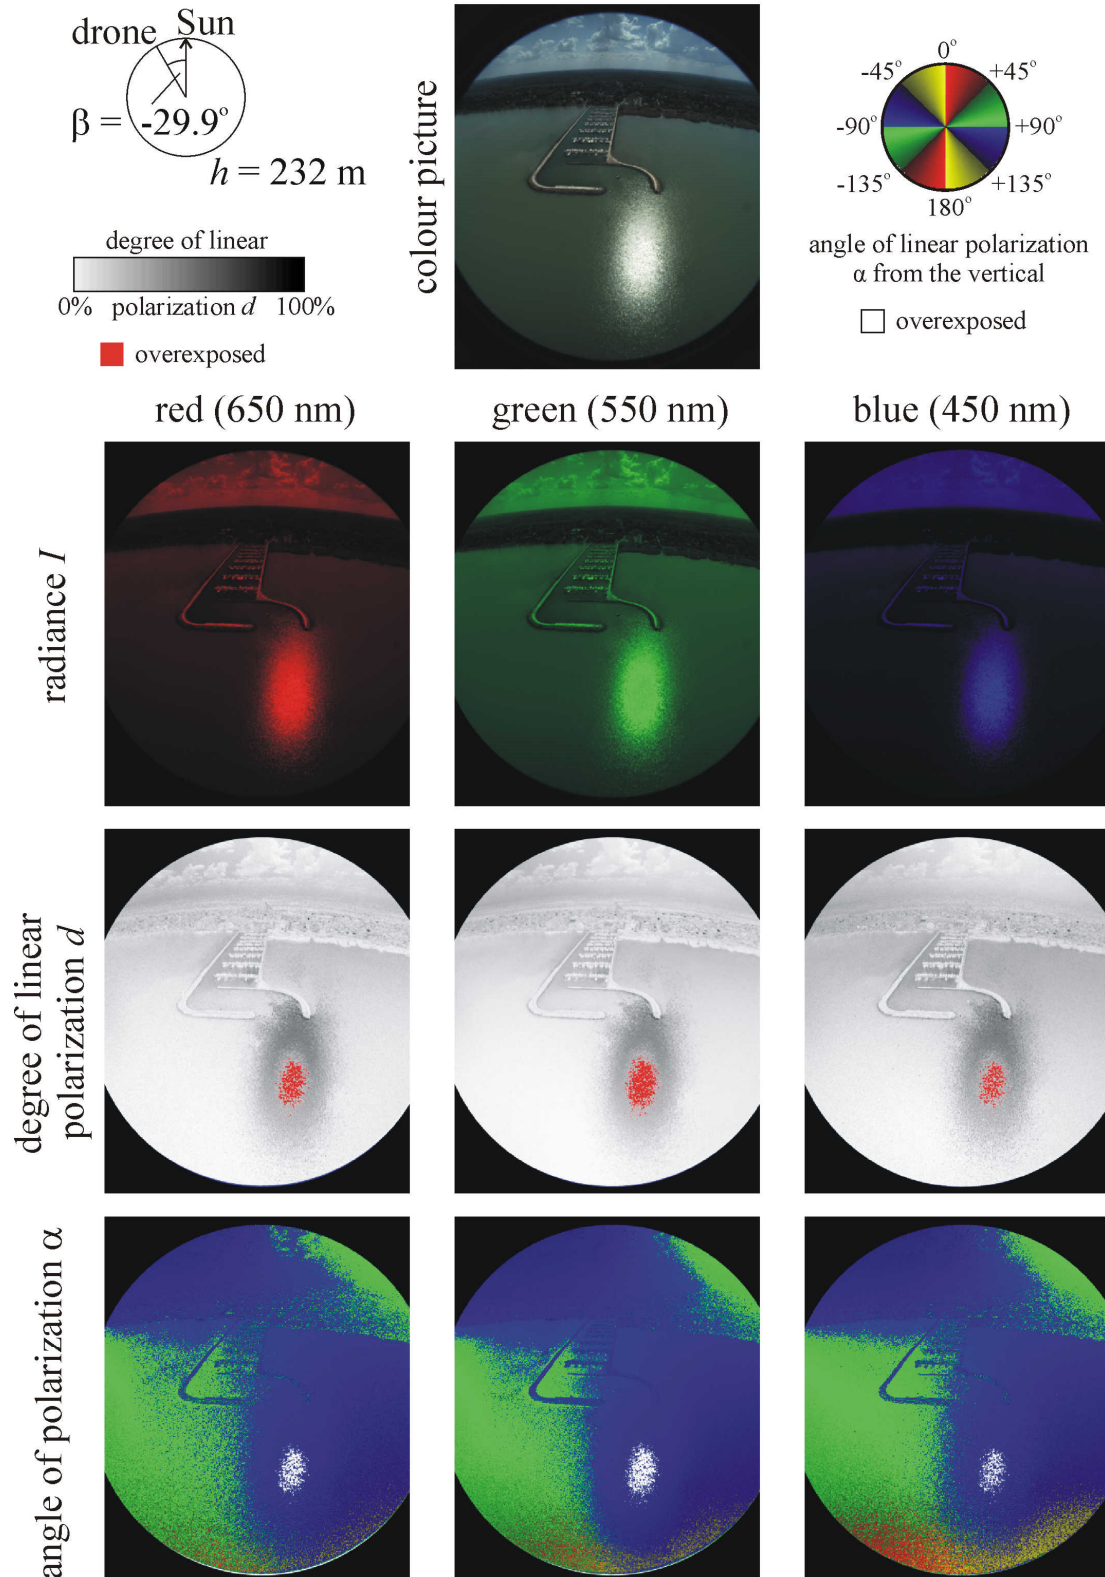 drone Sun
β = -29.9°
h = 232 m
degree of linear
0% polarization d 100%
overexposed
colour picture
0°
-45° +45°
-90° +90°
-135° +135°
180°
angle of linear polarization
α from the vertical
overexposed
red (650 nm) green (550 nm) blue (450 nm)
radiance I
degree of linear
polarization d
angle of polarization α